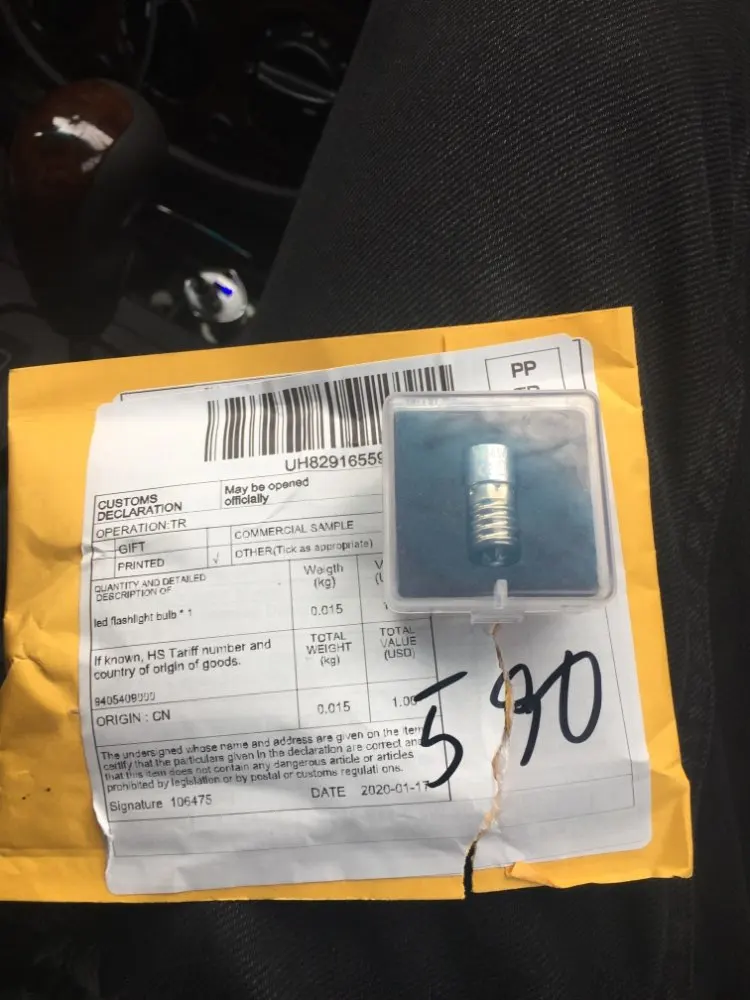 PP
UH82916559
CUSTOMS
DECLARATION
May be opened
officially
OPERATION:TR
GIFT
COMMERCIAL SAMPLE
PRINTED
√
OTHER(Tick as appropriate)
QUANTITY AND DETAILED
DESCRIPTION OF
Weigth
(kg)
led flashlight bulb * 1
0.015
If known, HS Tariff number and
country of origin of goods.
TOTAL
WEIGHT
(kg)
TOTAL
VALUE
(USD)
9405409000
ORIGIN : CN
0.015
1.00
The undersigned whose name and address are given on the item
certify that the particulars given in the declaration are correct and
that this item does not contain any dangerous article or articles
prohibited by legislation or by postal or customs regulati ons.
Signature 106475
DATE 2020-01-17
590